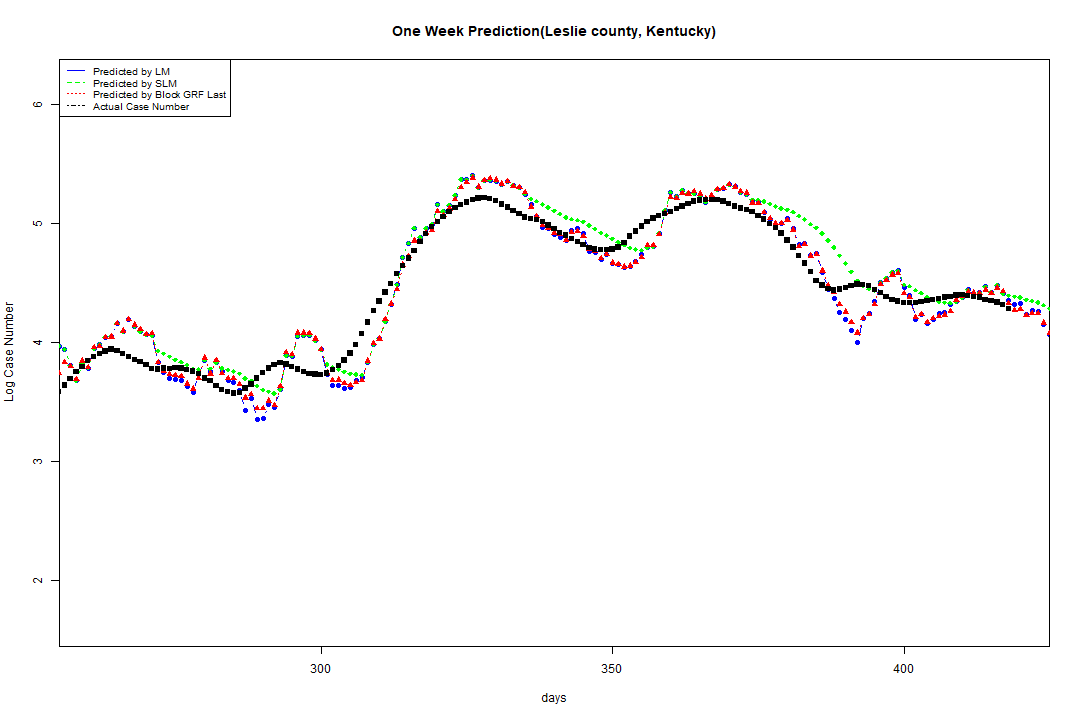 One Week Prediction(Leslie county, Kentucky)
Predicted by LM
Predicted by SLM
Predicted by Block GRF Last
Actual Case Number
6
5
4
3
2
Log Case Number
300
350
400
days